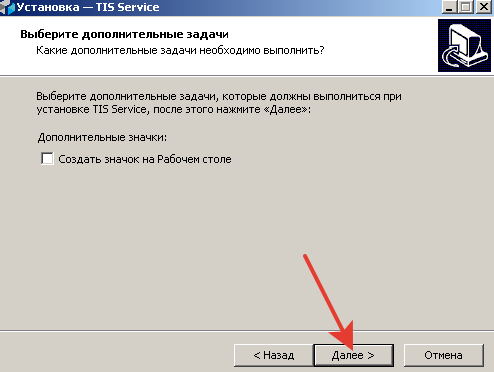 Установка — TIS Service
Выберите дополнительные задачи
Какие дополнительные задачи необходимо выполнить?
Выберите дополнительные задачи, которые должны выполниться при
установке TIS Service, после этого нажмите «Далее»:
Дополнительные значки:
Создать значок на Рабочем столе
< Назад
Далее >
Отмена